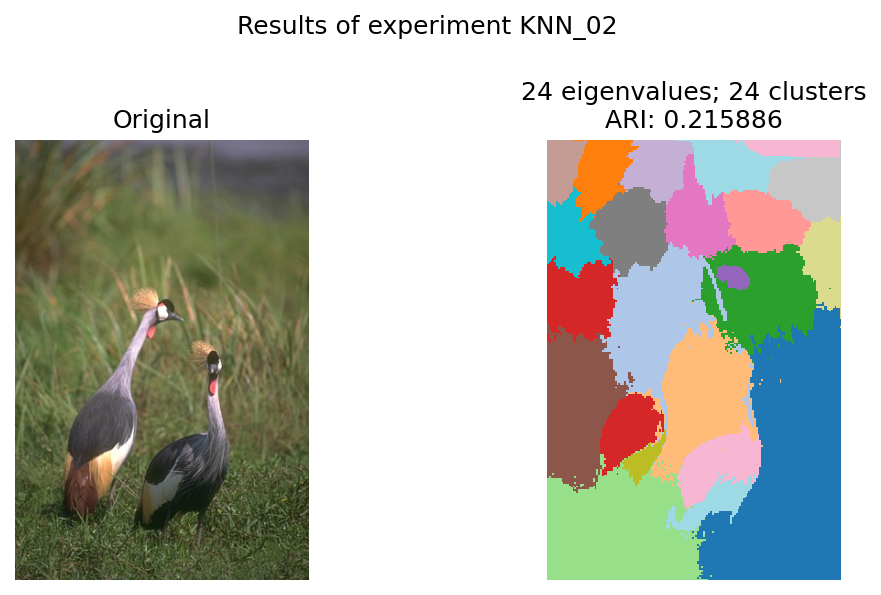 Results of experiment KNN_02
Original
24 eigenvalues; 24 clusters
ARI: 0.215886